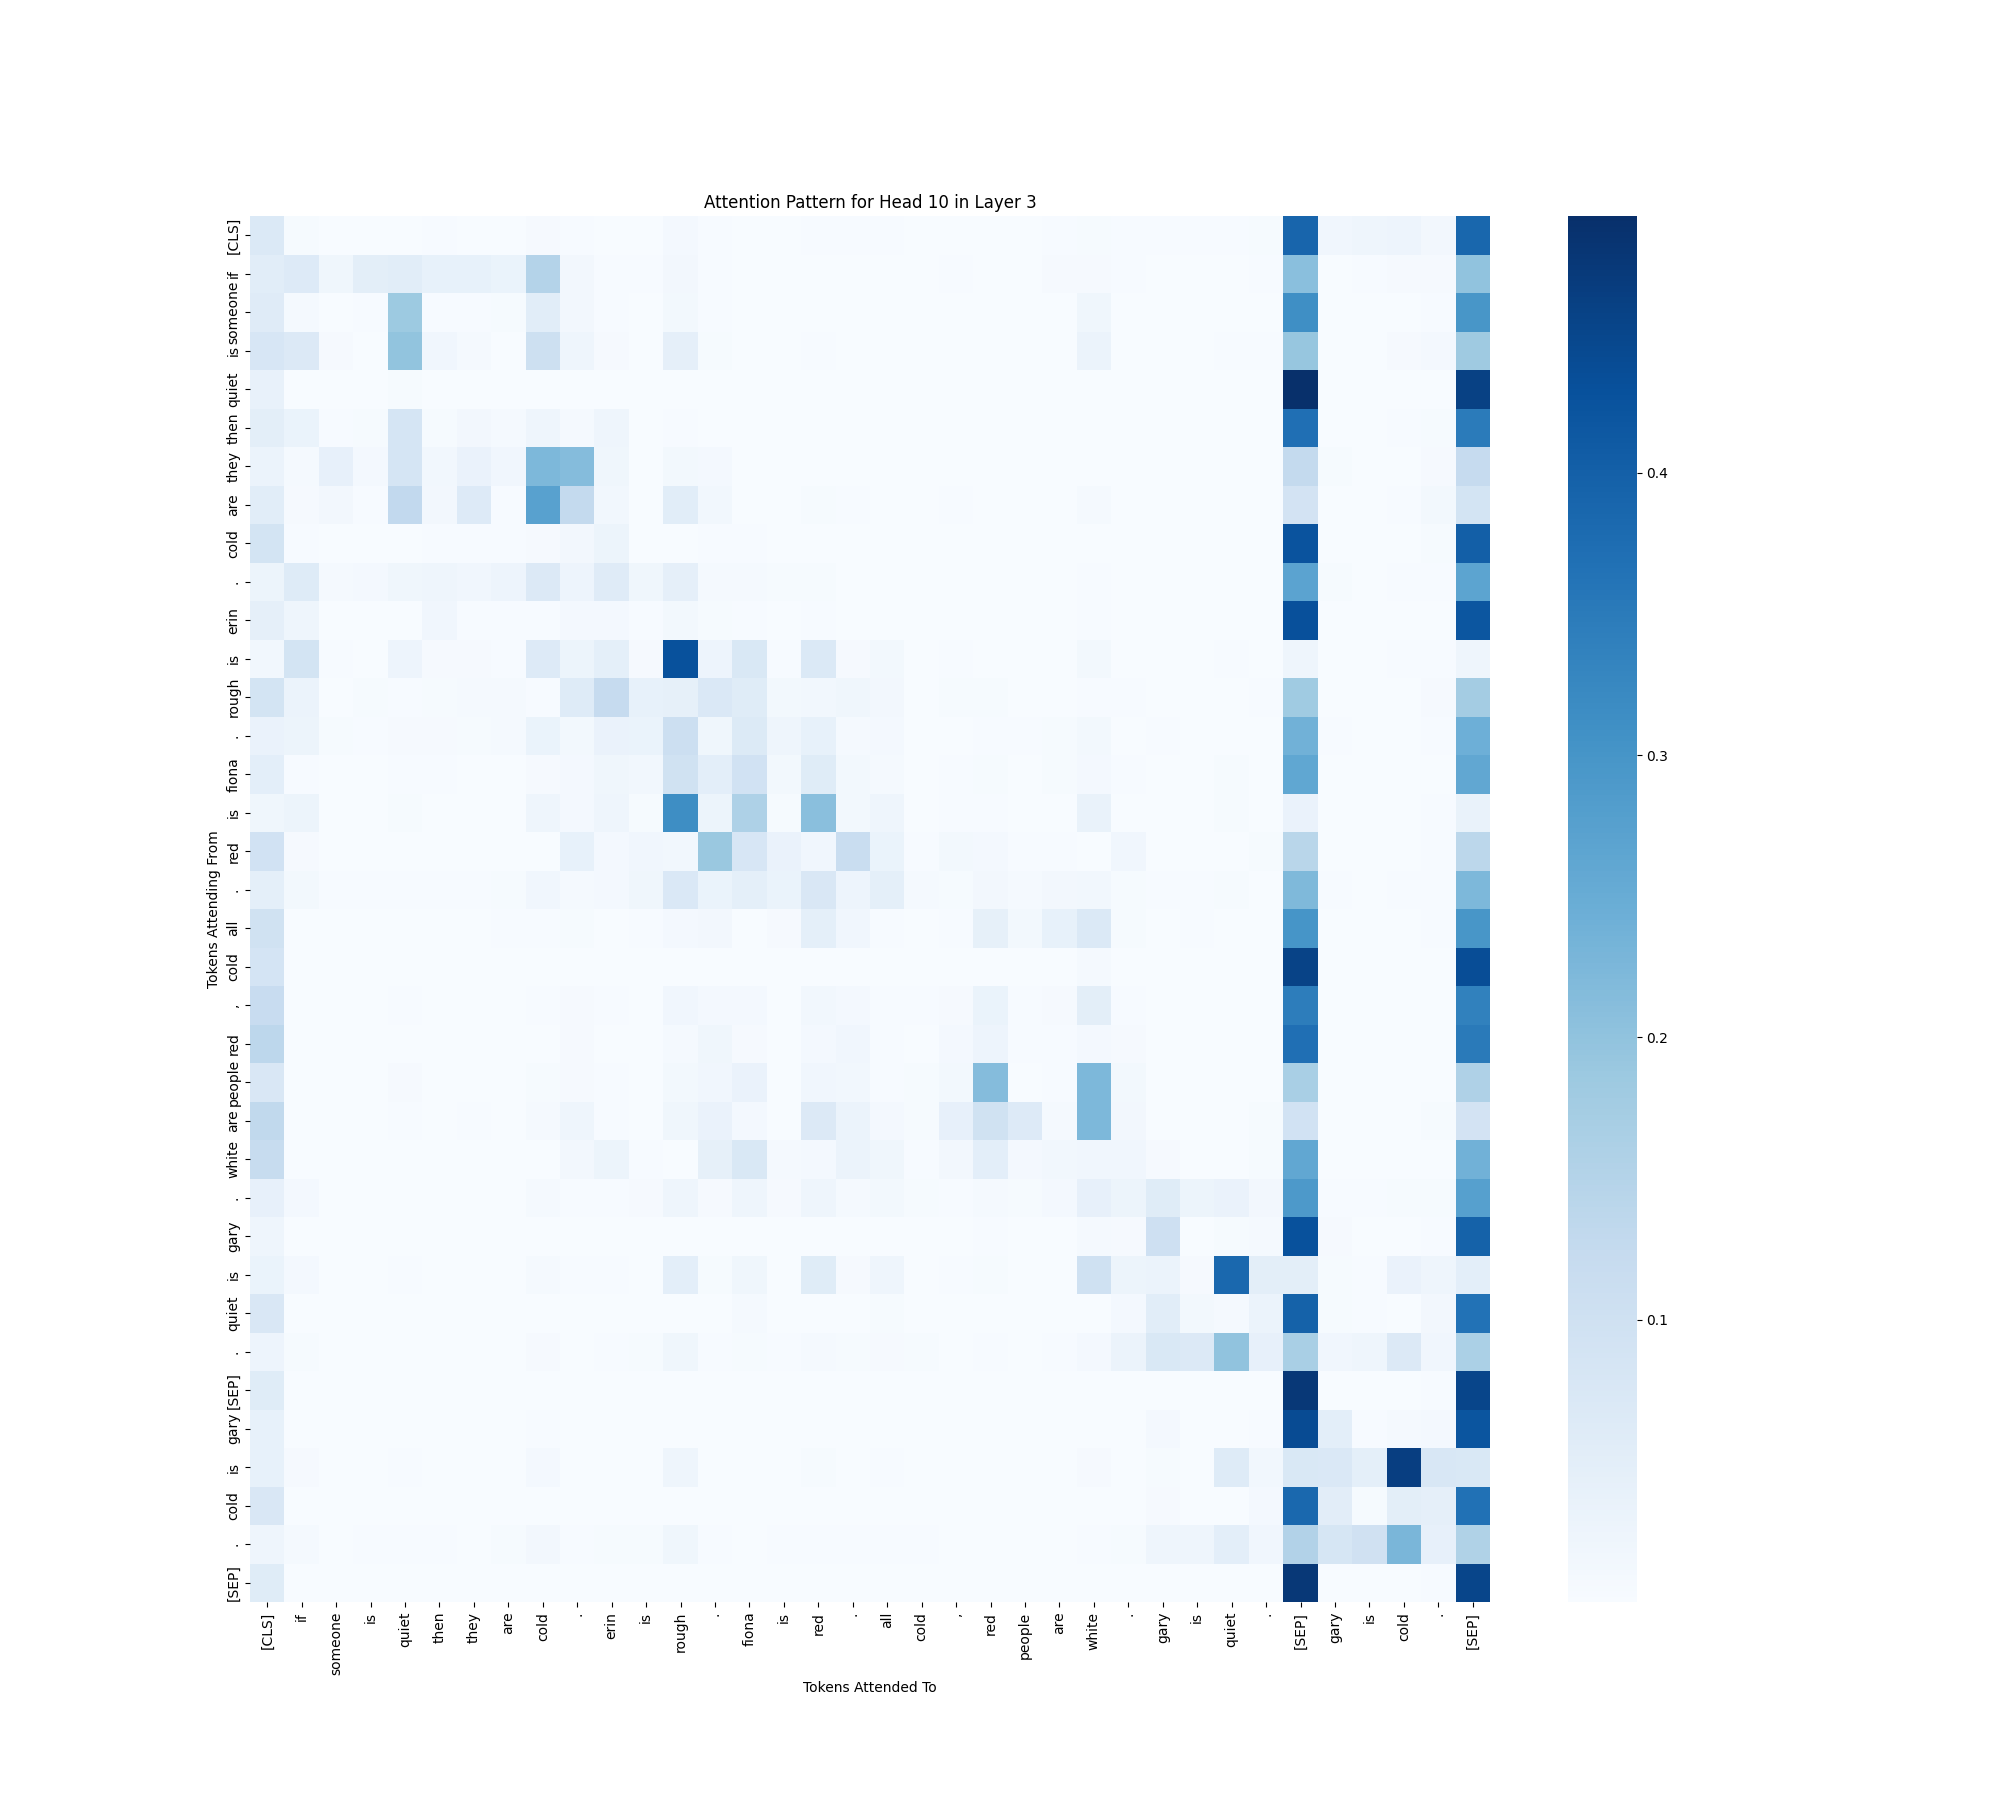 Attention Pattern for Head 10 in Layer 3
Tokens Attending From
[CLS]
if
someone
is
quiet
then
they
are
cold
.
erin
is
rough
.
fiona
is
red
.
all
cold
,
red
people
are
white
.
gary
is
quiet
.
[SEP]
gary
is
cold
.
[SEP]
[CLS] if someone is quiet then they are cold . erin is rough . fiona is red . all cold , red people are white . gary is quiet . [SEP] gary is cold . [SEP]
Tokens Attended To
0.4
0.3
0.2
0.1